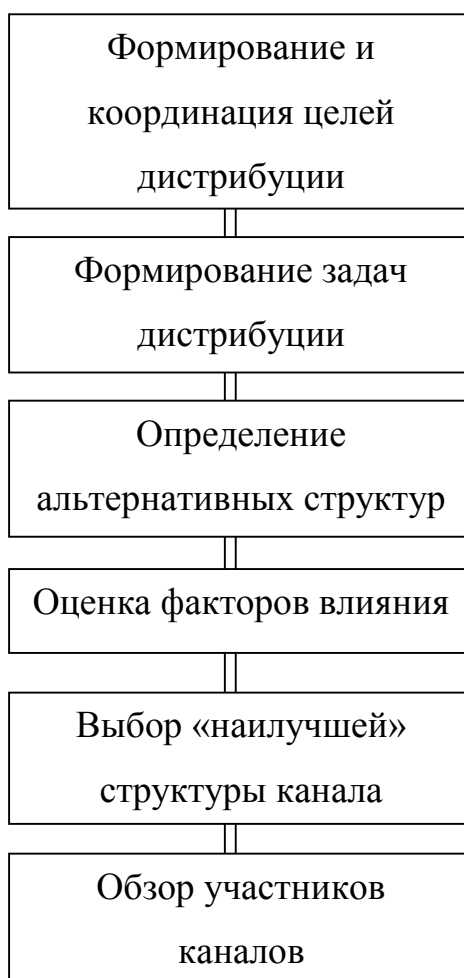 Формирование и
координация целей
дистрибуции
Формирование задач
дистрибуции
Определение
альтернативных структур
Оценка факторов влияния
Выбор «наилучшей»
структуры канала
Обзор участников
каналов